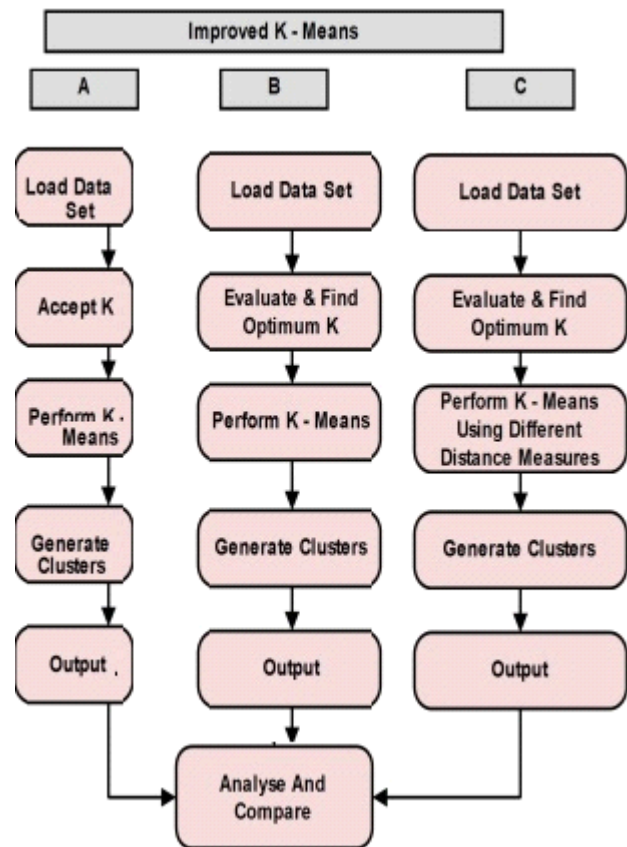 Improved K - Means
A
B
C
Load Data
Set
Accept K
Perform K -
Means
Generate
Clusters
Output .
Load Data Set
Evaluate & Find
Optimum K
Perform K - Means
Generate Clusters
Output
Load Data Set
Evaluate & Find
Optimum K
Perform K - Means
Using Different
Distance Measures
Generate Clusters
Output
Analyse And
Compare